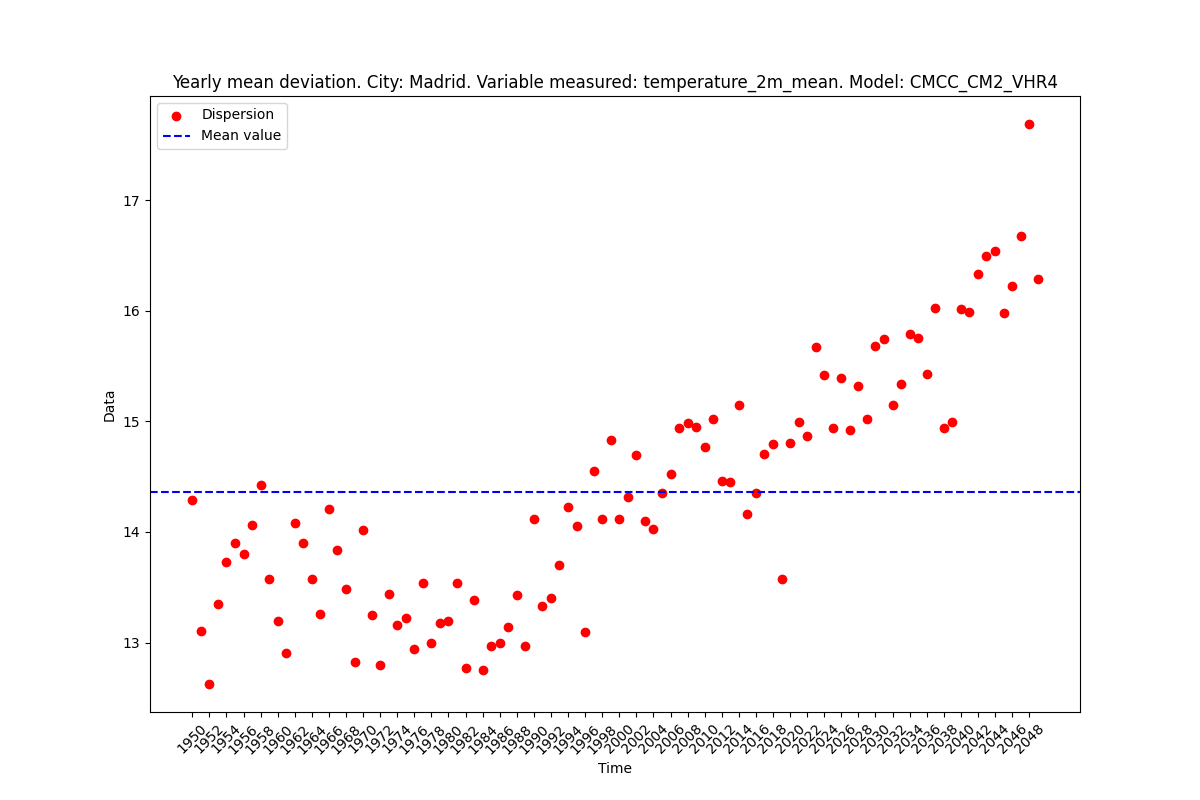 Yearly mean deviation. City: Madrid. Variable measured: temperature_2m_mean. Model: CMCC_CM2_VHR4
Dispersion
Mean value
Data
17
16
15
14
13
1950 1952 1954 1956 1958 1960 1962 1964 1966 1968 1970 1972 1974 1976 1978 1980 1982 1984 1986 1988 1990 1992 1994 1996 1998 2000 2002 2004 2006 2008 2010 2012 2014 2016 2018 2020 2022 2024 2026 2028 2030 2032 2034 2036 2038 2040 2042 2044 2046 2048
Time